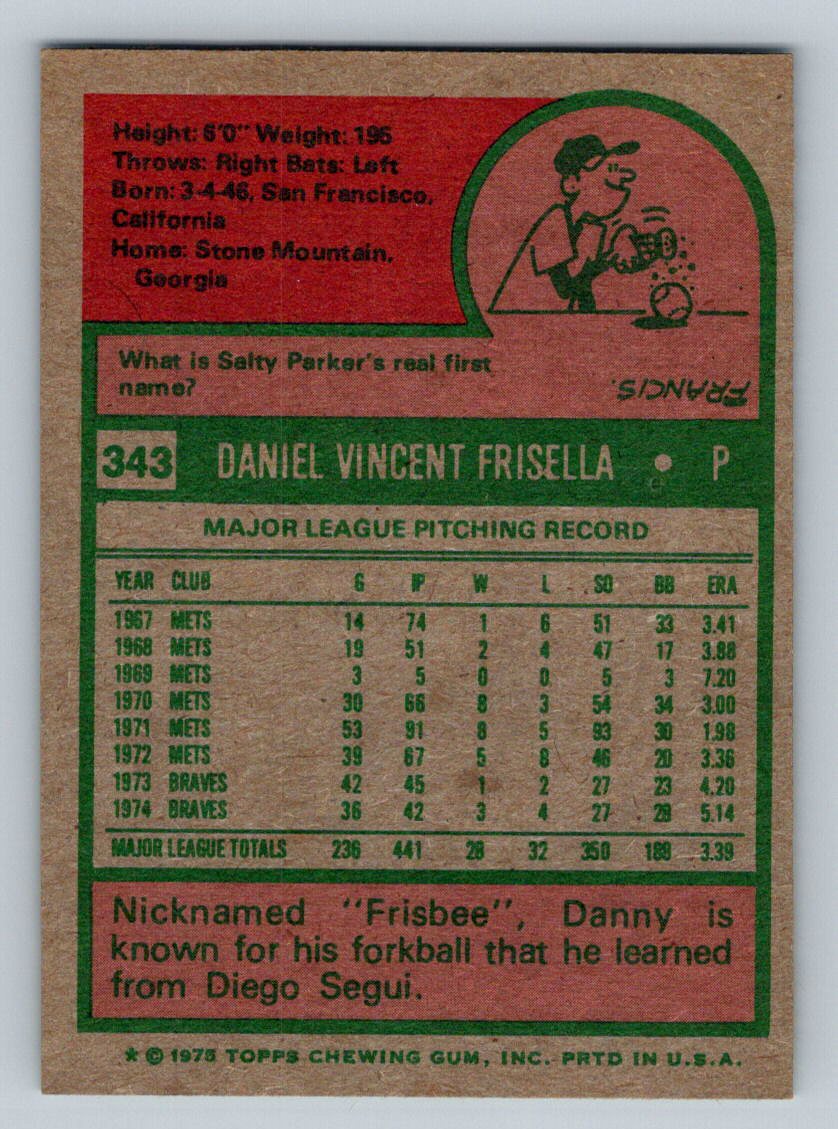 Height: 6'0" Weight: 195
Throws: Right Bats: Left
Born: 3-4-46, San Francisco,
California
Home: Stone Mountain,
Georgia
What is Salty Parker's real first
name?
FRANCIS.
343 DANIEL VINCENT FRISELLA • P
MAJOR LEAGUE PITCHING RECORD
YEAR CLUB G IP W L SO BB ERA
1967 METS 14 74 1 6 51 33 3.41
1968 METS 19 51 2 4 47 17 3.88
1969 METS 3 5 0 0 5 3 7.20
1970 METS 30 66 8 3 54 34 3.00
1971 METS 53 91 8 5 93 30 1.98
1972 METS 39 67 5 8 46 20 3.36
1973 BRAVES 42 45 1 2 27 23 4.20
1974 BRAVES 36 42 3 4 27 28 5.14
MAJOR LEAGUE TOTALS 236 441 28 32 350 188 3.39
Nicknamed "Frisbee", Danny is
known for his forkball that he learned
from Diego Segui.
* © 1975 TOPPS CHEWING GUM, INC. PRTD IN U.S.A.